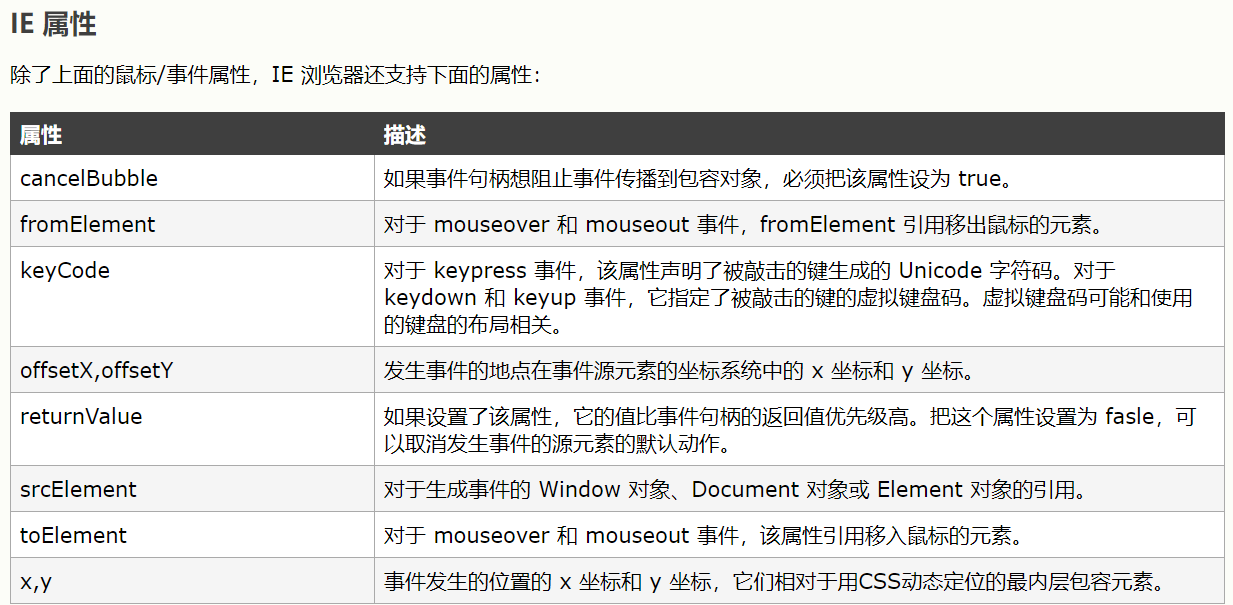 IE 属性
除了上面的鼠标/事件属性，IE 浏览器还支持下面的属性：
属性 描述
cancelBubble 如果事件句柄想阻止事件传播到包容对象，必须把该属性设为 true。
fromElement 对于 mouseover 和 mouseout 事件，fromElement 引用移出鼠标的元素。
keyCode 对于 keypress 事件，该属性声明了被敲击的键生成的 Unicode 字符码。对于
keydown 和 keyup 事件，它指定了被敲击的键的虚拟键盘码。虚拟键盘码可能和使用
的键盘的布局相关。
offsetX,offsetY 发生事件的地点在事件源元素的坐标系统中的 x 坐标和 y 坐标。
returnValue 如果设置了该属性，它的值比事件句柄的返回值优先级高。把这个属性设置为 fasle，可
以取消发生事件的源元素的默认动作。
srcElement 对于生成事件的 Window 对象、Document 对象或 Element 对象的引用。
toElement 对于 mouseover 和 mouseout 事件，该属性引用移入鼠标的元素。
x,y 事件发生的位置的 x 坐标和 y 坐标，它们相对于用CSS动态定位的最内层包容元素。